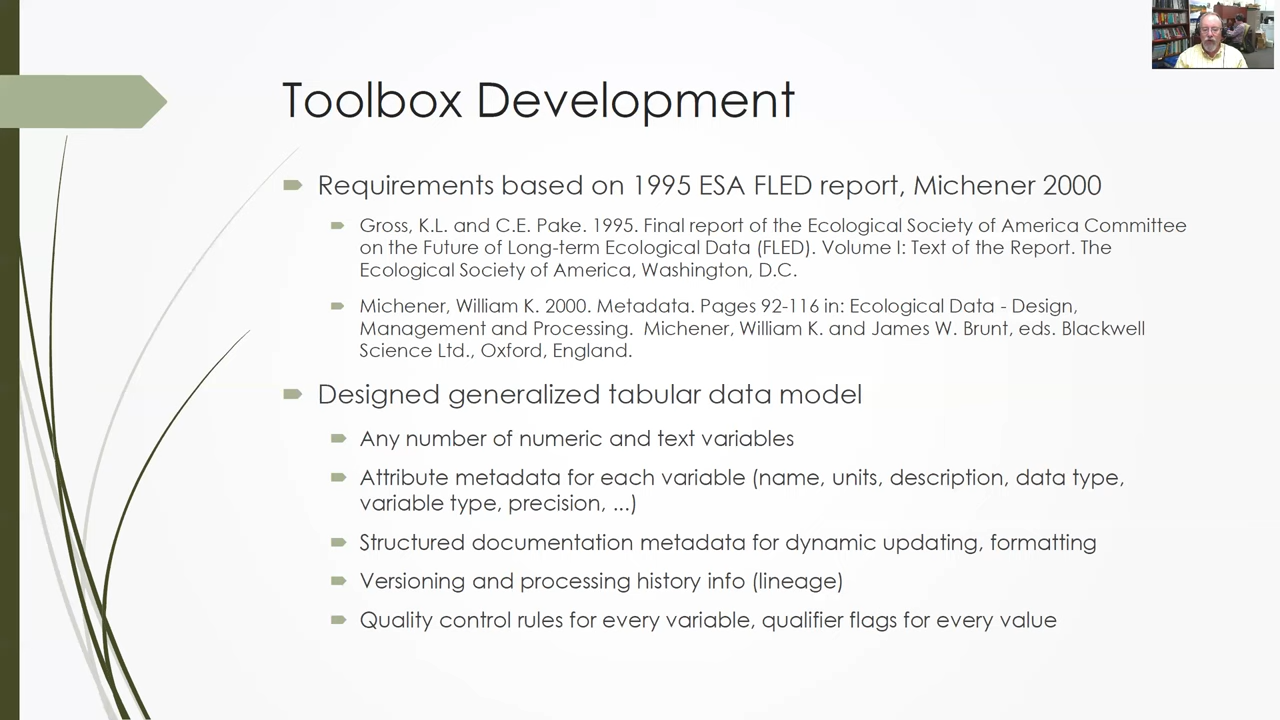 Toolbox Development
Requirements based on 1995 ESA FLED report, Michener 2000
Gross, K.L. and C.E. Pake. 1995. Final report of the Ecological Society of America Committee
on the Future of Long-term Ecological Data (FLED). Volume I: Text of the Report. The
Ecological Society of America, Washington, D.C.
Michener, William K. 2000. Metadata. Pages 92-116 in: Ecological Data - Design,
Management and Processing.  Michener, William K. and James W. Brunt, eds. Blackwell
Science Ltd., Oxford, England.
Designed generalized tabular data model
Any number of numeric and text variables
Attribute metadata for each variable (name, units, description, data type,
variable type, precision, ...)
Structured documentation metadata for dynamic updating, formatting
Versioning and processing history info (lineage)
Quality control rules for every variable, qualifier flags for every value